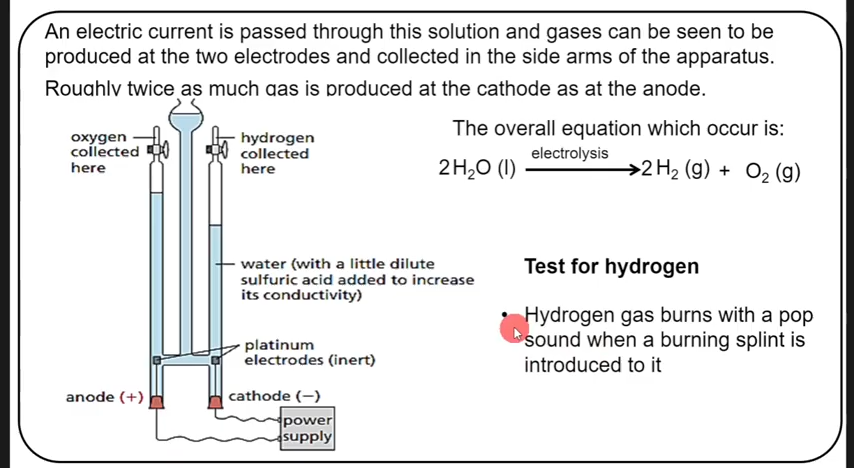 An electric current is passed through this solution and gases can be seen to be
produced at the two electrodes and collected in the side arms of the apparatus.
Roughly twice as much gas is produced at the cathode as at the anode.
oxygen
collected
here
hydrogen
collected
here
The overall equation which occur is:
electrolysis
2H₂O (l) → 2H₂ (g) + O₂ (g)
water (with a little dilute
sulfuric acid added to increase
its conductivity)
Test for hydrogen
• Hydrogen gas burns with a pop
sound when a burning splint is
introduced to it
platinum
electrodes (inert)
anode (+)
cathode (−)
power
supply